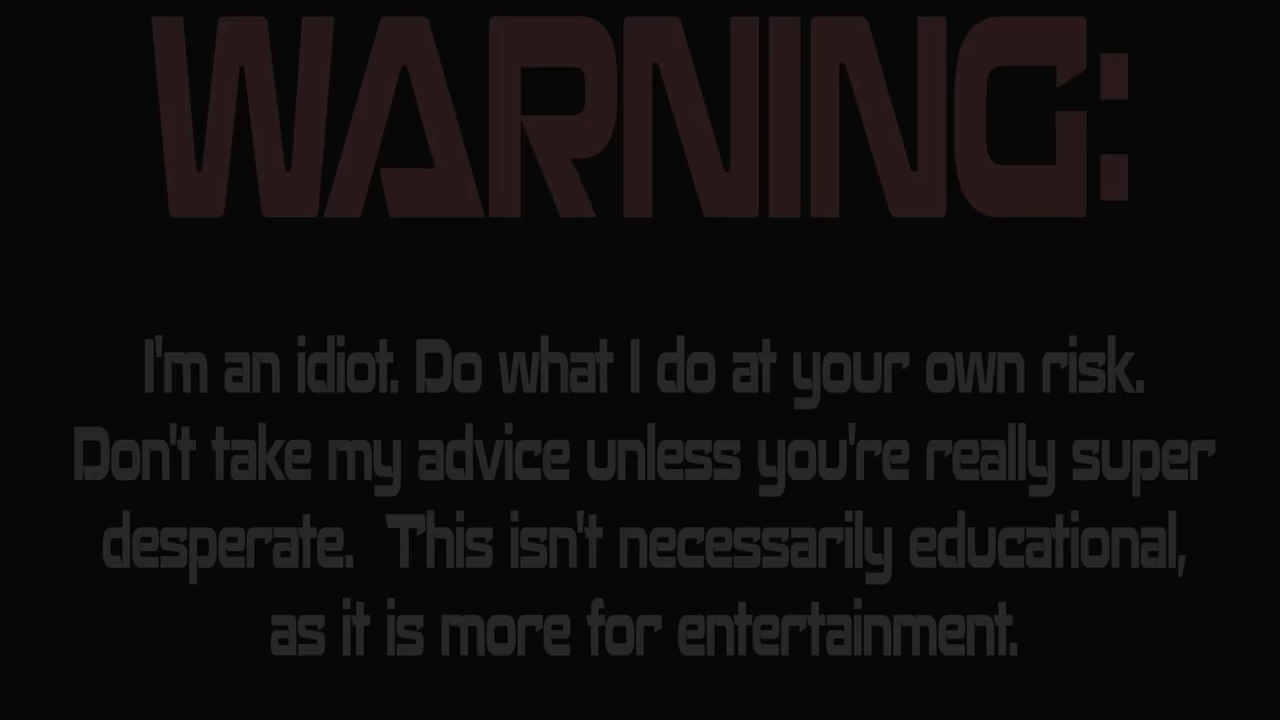 WARNING:
I'm an idiot. Do what I do at your own risk.
Don't take my advice unless you're really super
desperate.  This isn't necessarily educational,
as it is more for entertainment.